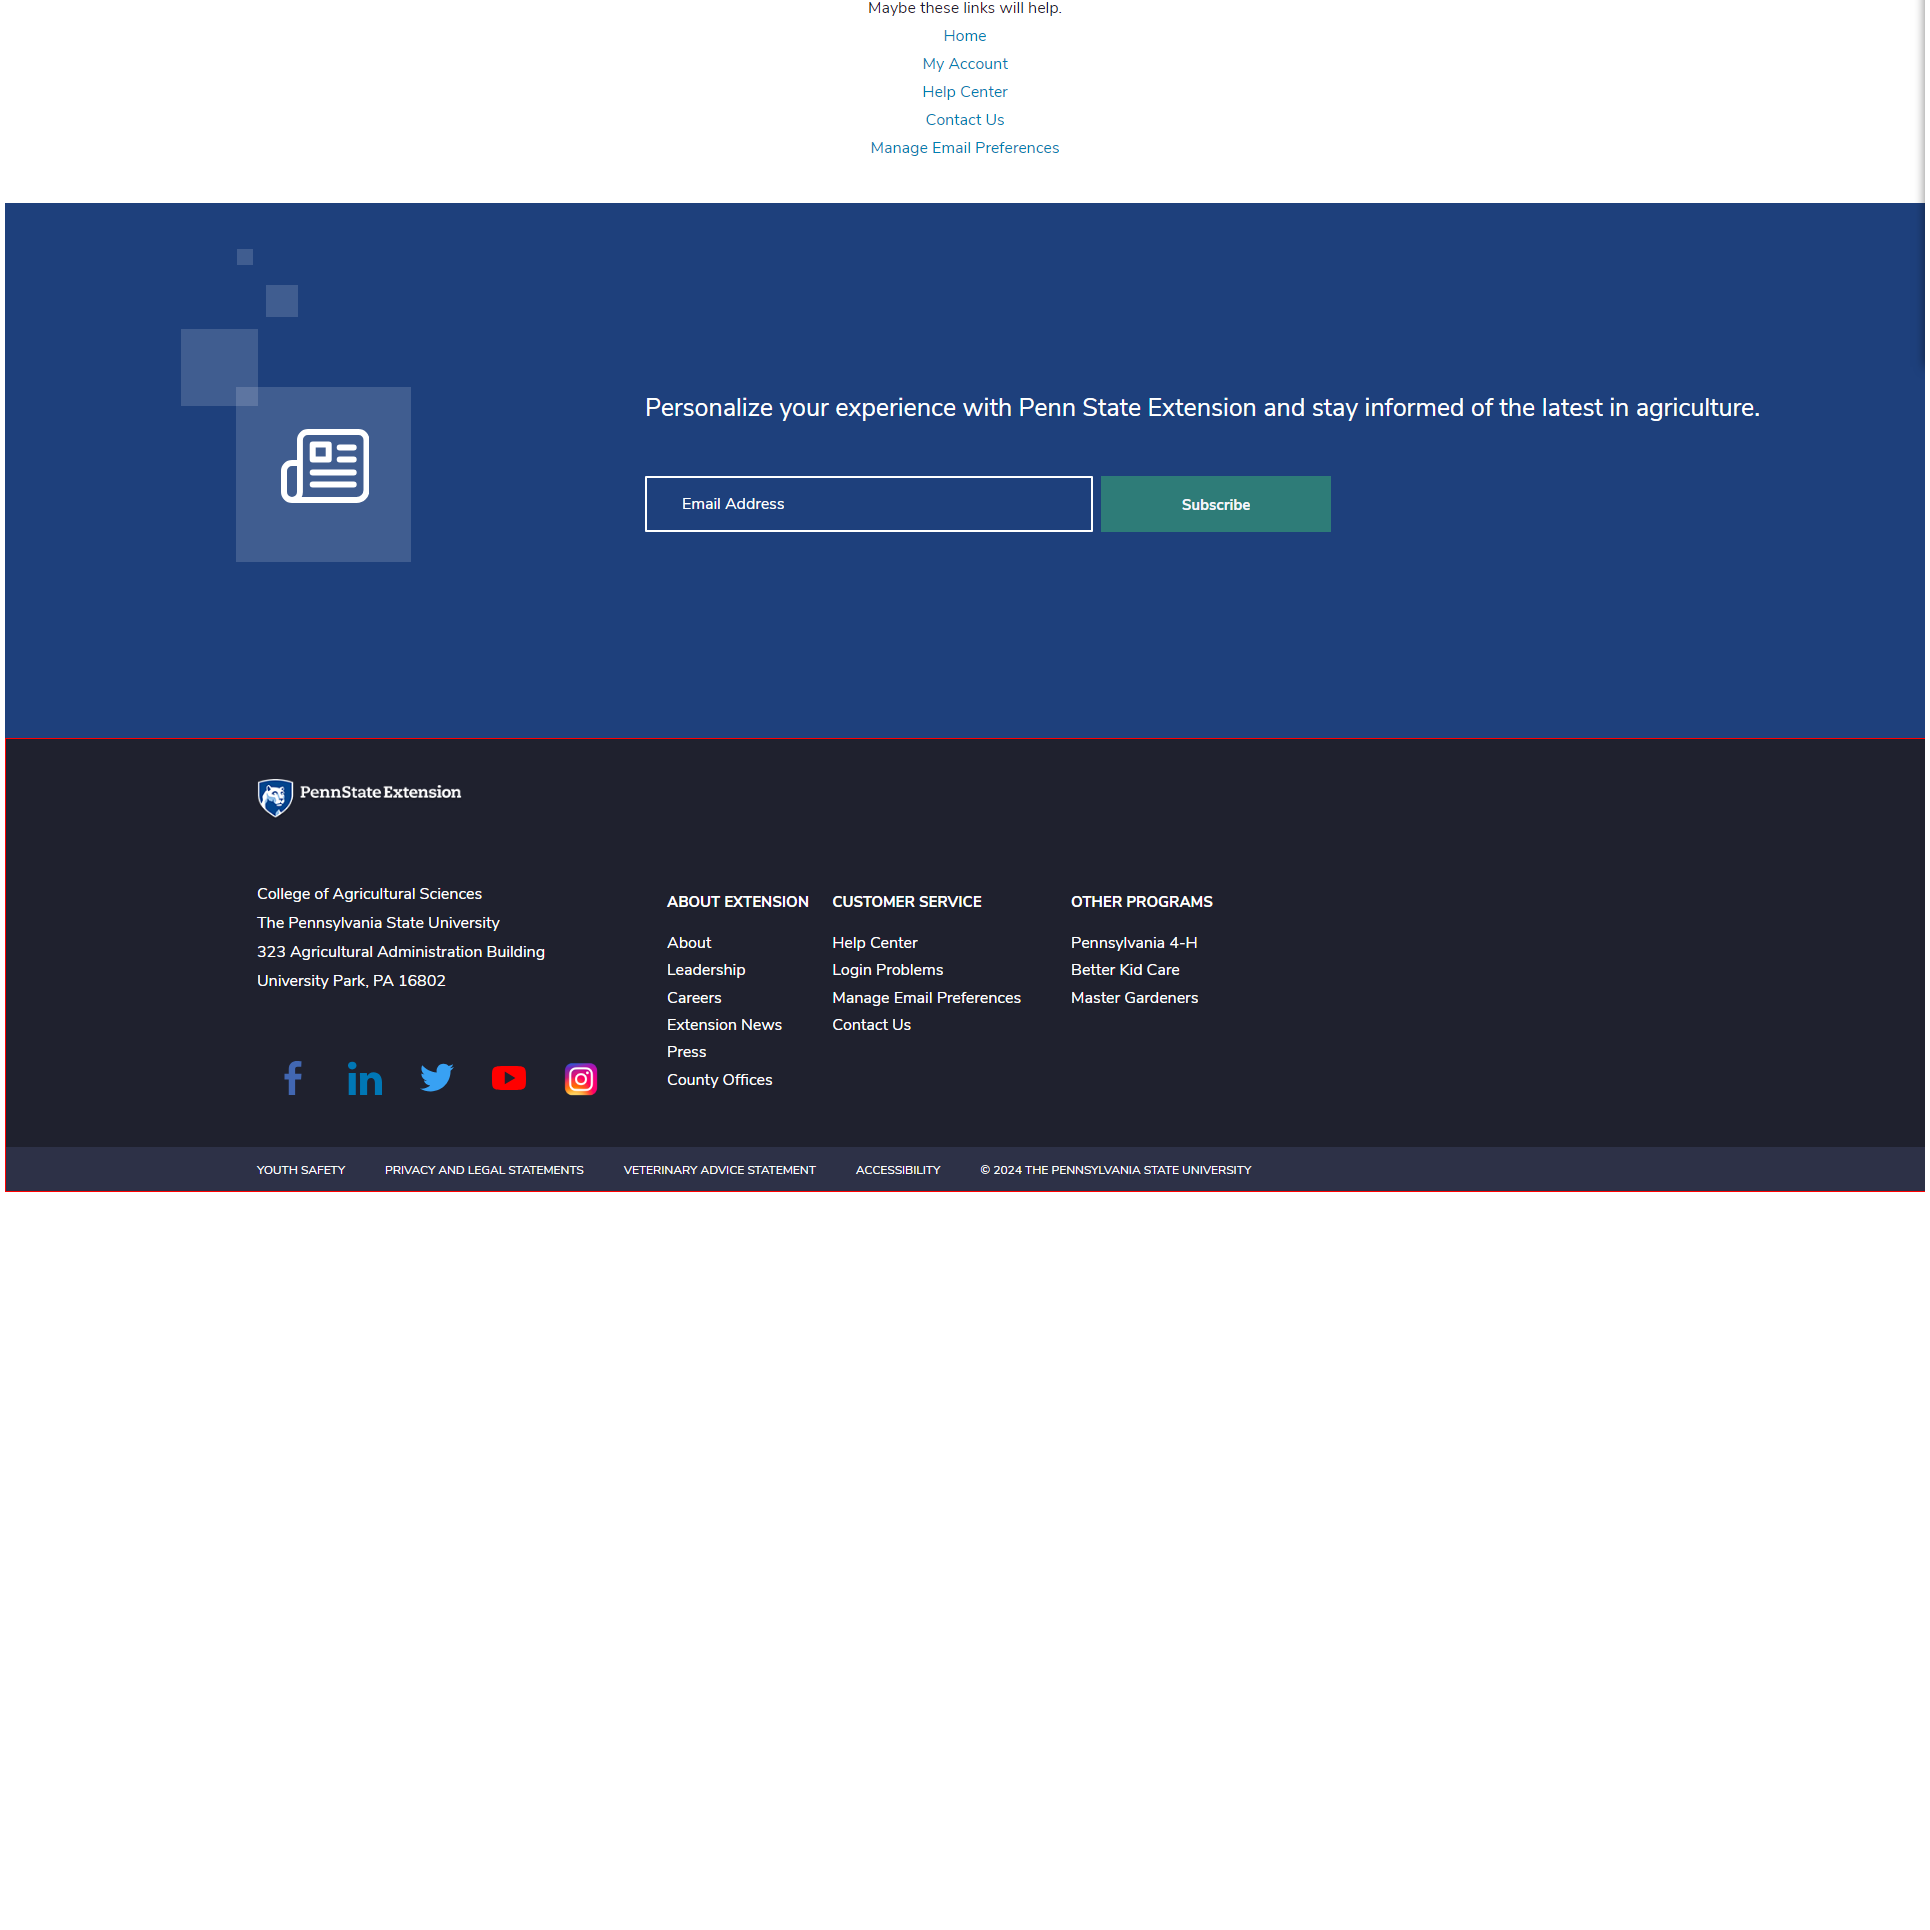 Maybe these links will help.
Home
My Account
Help Center
Contact Us
Manage Email Preferences
Personalize your experience with Penn State Extension and stay informed of the latest in agriculture.
Email Address
Subscribe
PennState Extension
College of Agricultural Sciences
The Pennsylvania State University
323 Agricultural Administration Building
University Park, PA 16802
ABOUT EXTENSION
About
Leadership
Careers
Extension News
Press
County Offices
CUSTOMER SERVICE
Help Center
Login Problems
Manage Email Preferences
Contact Us
OTHER PROGRAMS
Pennsylvania 4-H
Better Kid Care
Master Gardeners
YOUTH SAFETY
PRIVACY AND LEGAL STATEMENTS
VETERINARY ADVICE STATEMENT
ACCESSIBILITY
© 2024 THE PENNSYLVANIA STATE UNIVERSITY